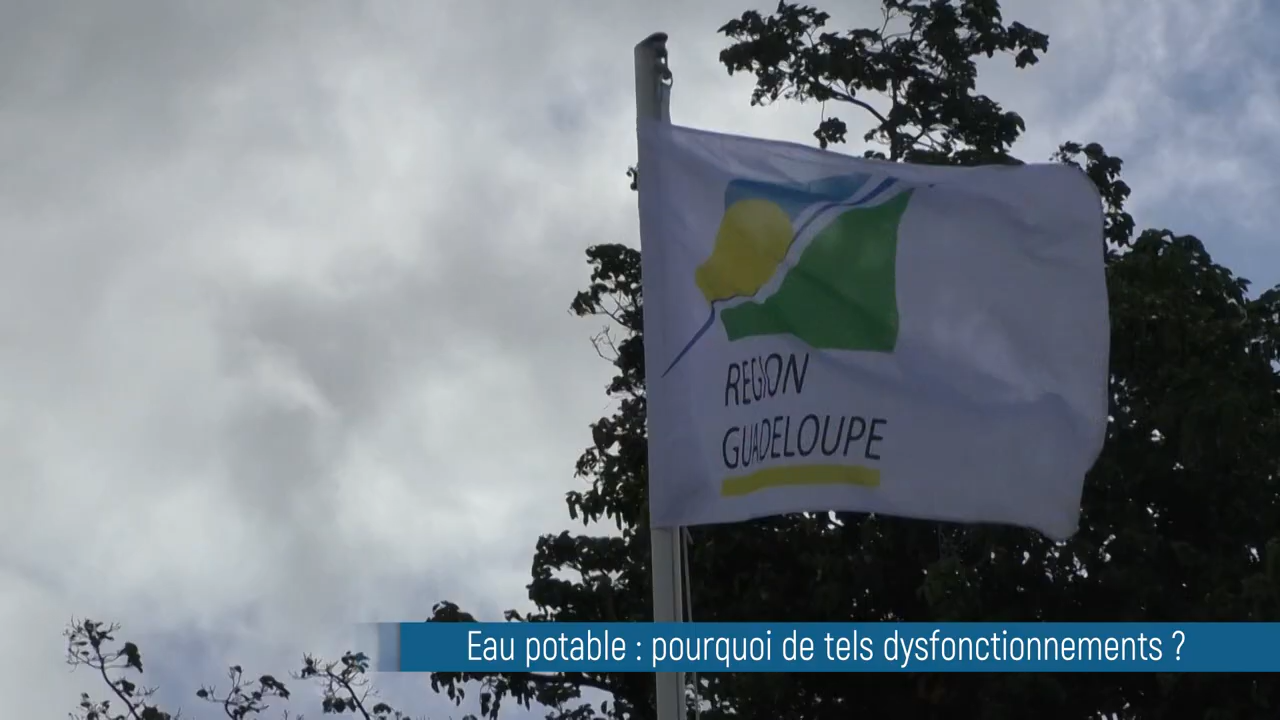 REGION
GUADELOUPE
Eau potable : pourquoi de tels dysfonctionnements ?